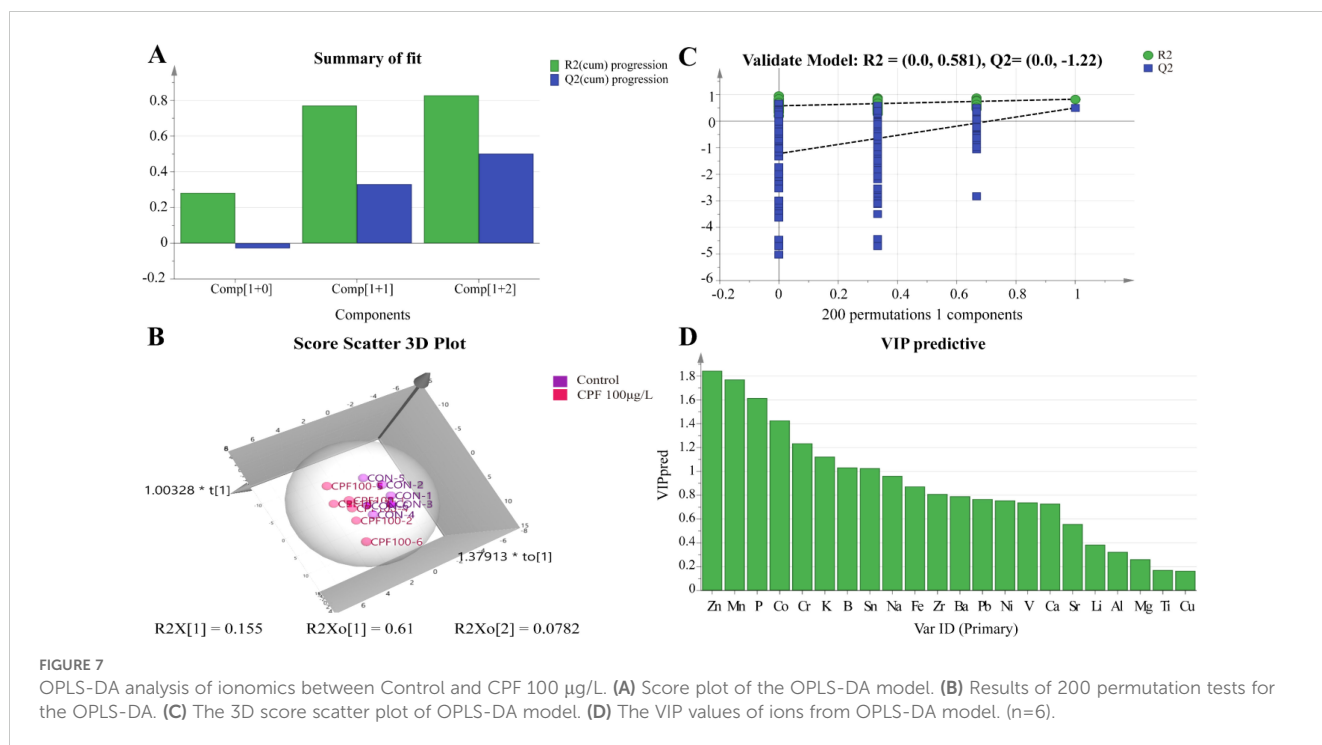 A
Summary of fit
R2(cum) progression
Q2(cum) progression
0.8
0.6
0.4
0.2
0
-0.2
Comp[1+0]
Comp[1+1]
Comp[1+2]
Components
C
Validate Model: R2 = (0.0, 0.581), Q2= (0.0, -1.22)
R2
Q2
1
0
-1
-2
-3
-4
-5
-6
-0.2
0
0.2
0.4
0.6
0.8
1
200 permutations 1 components
B
Score Scatter 3D Plot
Control
CPF 100μg/L
CON-5
CON-2
CPF100-
CON-1
CON-3
CON-4
CPF100-2
CPF100-6
1.00328 * t[1]
1.37913 * to[1]
R2X[1] = 0.155 R2Xo[1] = 0.61 R2Xo[2] = 0.0782
D
VIP predictive
VIPpred
1.8
1.6
1.4
1.2
1
0.8
0.6
0.4
0.2
0
Zn Mn P Co Cr K B Sn Na Fe Zr Ba Pb Ni V Ca Sr Li Al Mg Ti Cu
Var ID (Primary)
FIGURE 7
OPLS-DA analysis of ionomics between Control and CPF 100 μg/L. (A) Score plot of the OPLS-DA model. (B) Results of 200 permutation tests for
the OPLS-DA. (C) The 3D score scatter plot of OPLS-DA model. (D) The VIP values of ions from OPLS-DA model. (n=6).